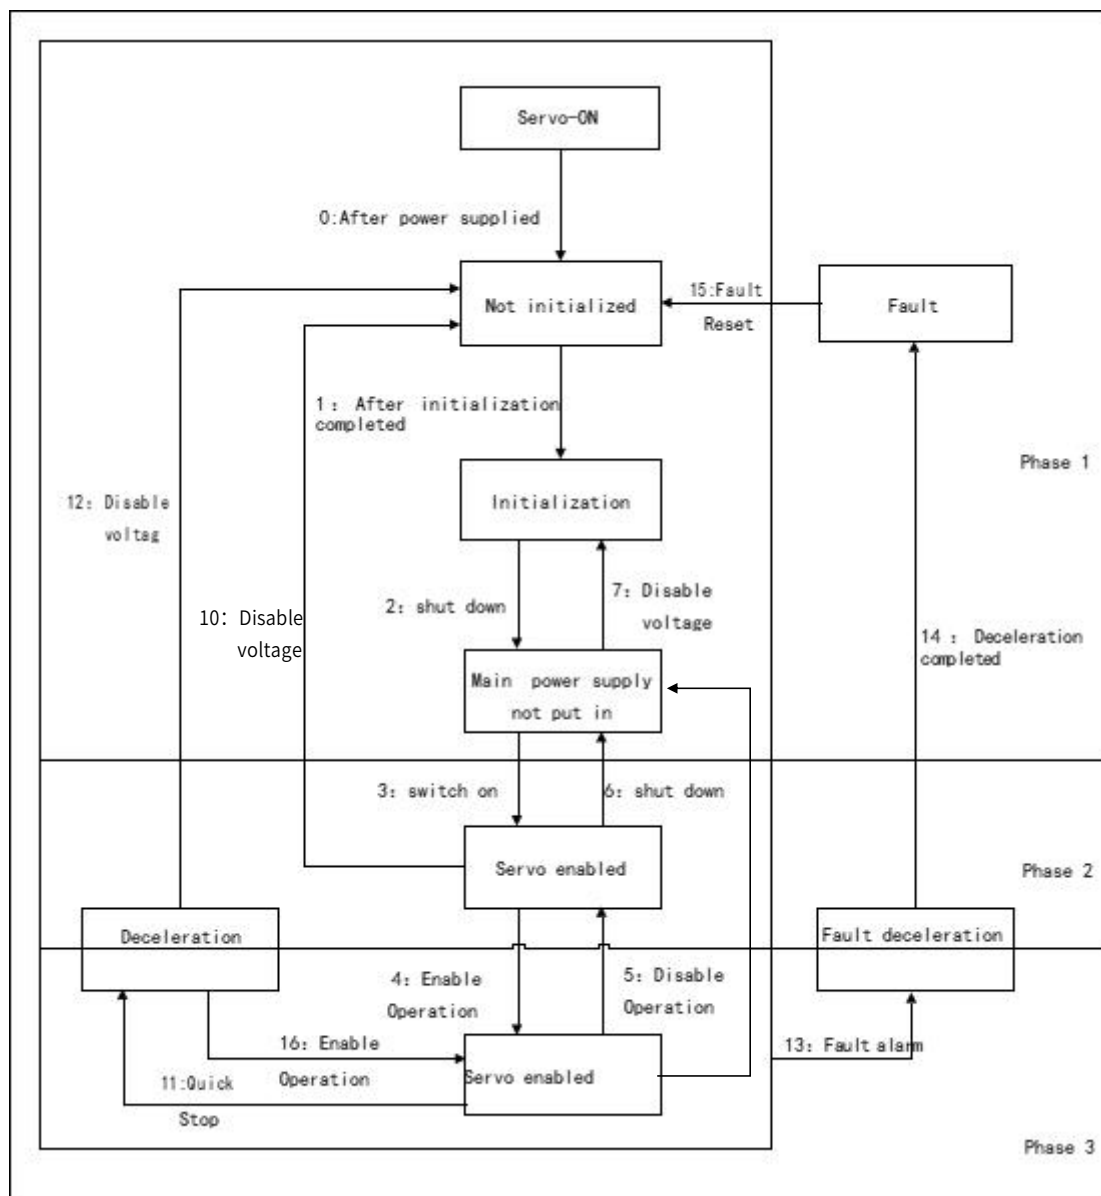 Servo-ON
0:After power supplied
Not initialized
15:Fault
Reset
Fault
1： After initialization
completed
Phase 1
12: Disable
voltag
Initialization
10： Disable
voltage
2: shut down
7: Disable
voltage
14 ： Deceleration
completed
Main power supply
not put in
3: switch on
6: shut down
Servo enabled
Phase 2
Deceleration
Fault deceleration
4: Enable
Operation
5: Disable
Operation
16: Enable
Operation
13: Fault alarm
11:Quick
Stop
Servo enabled
Phase 3